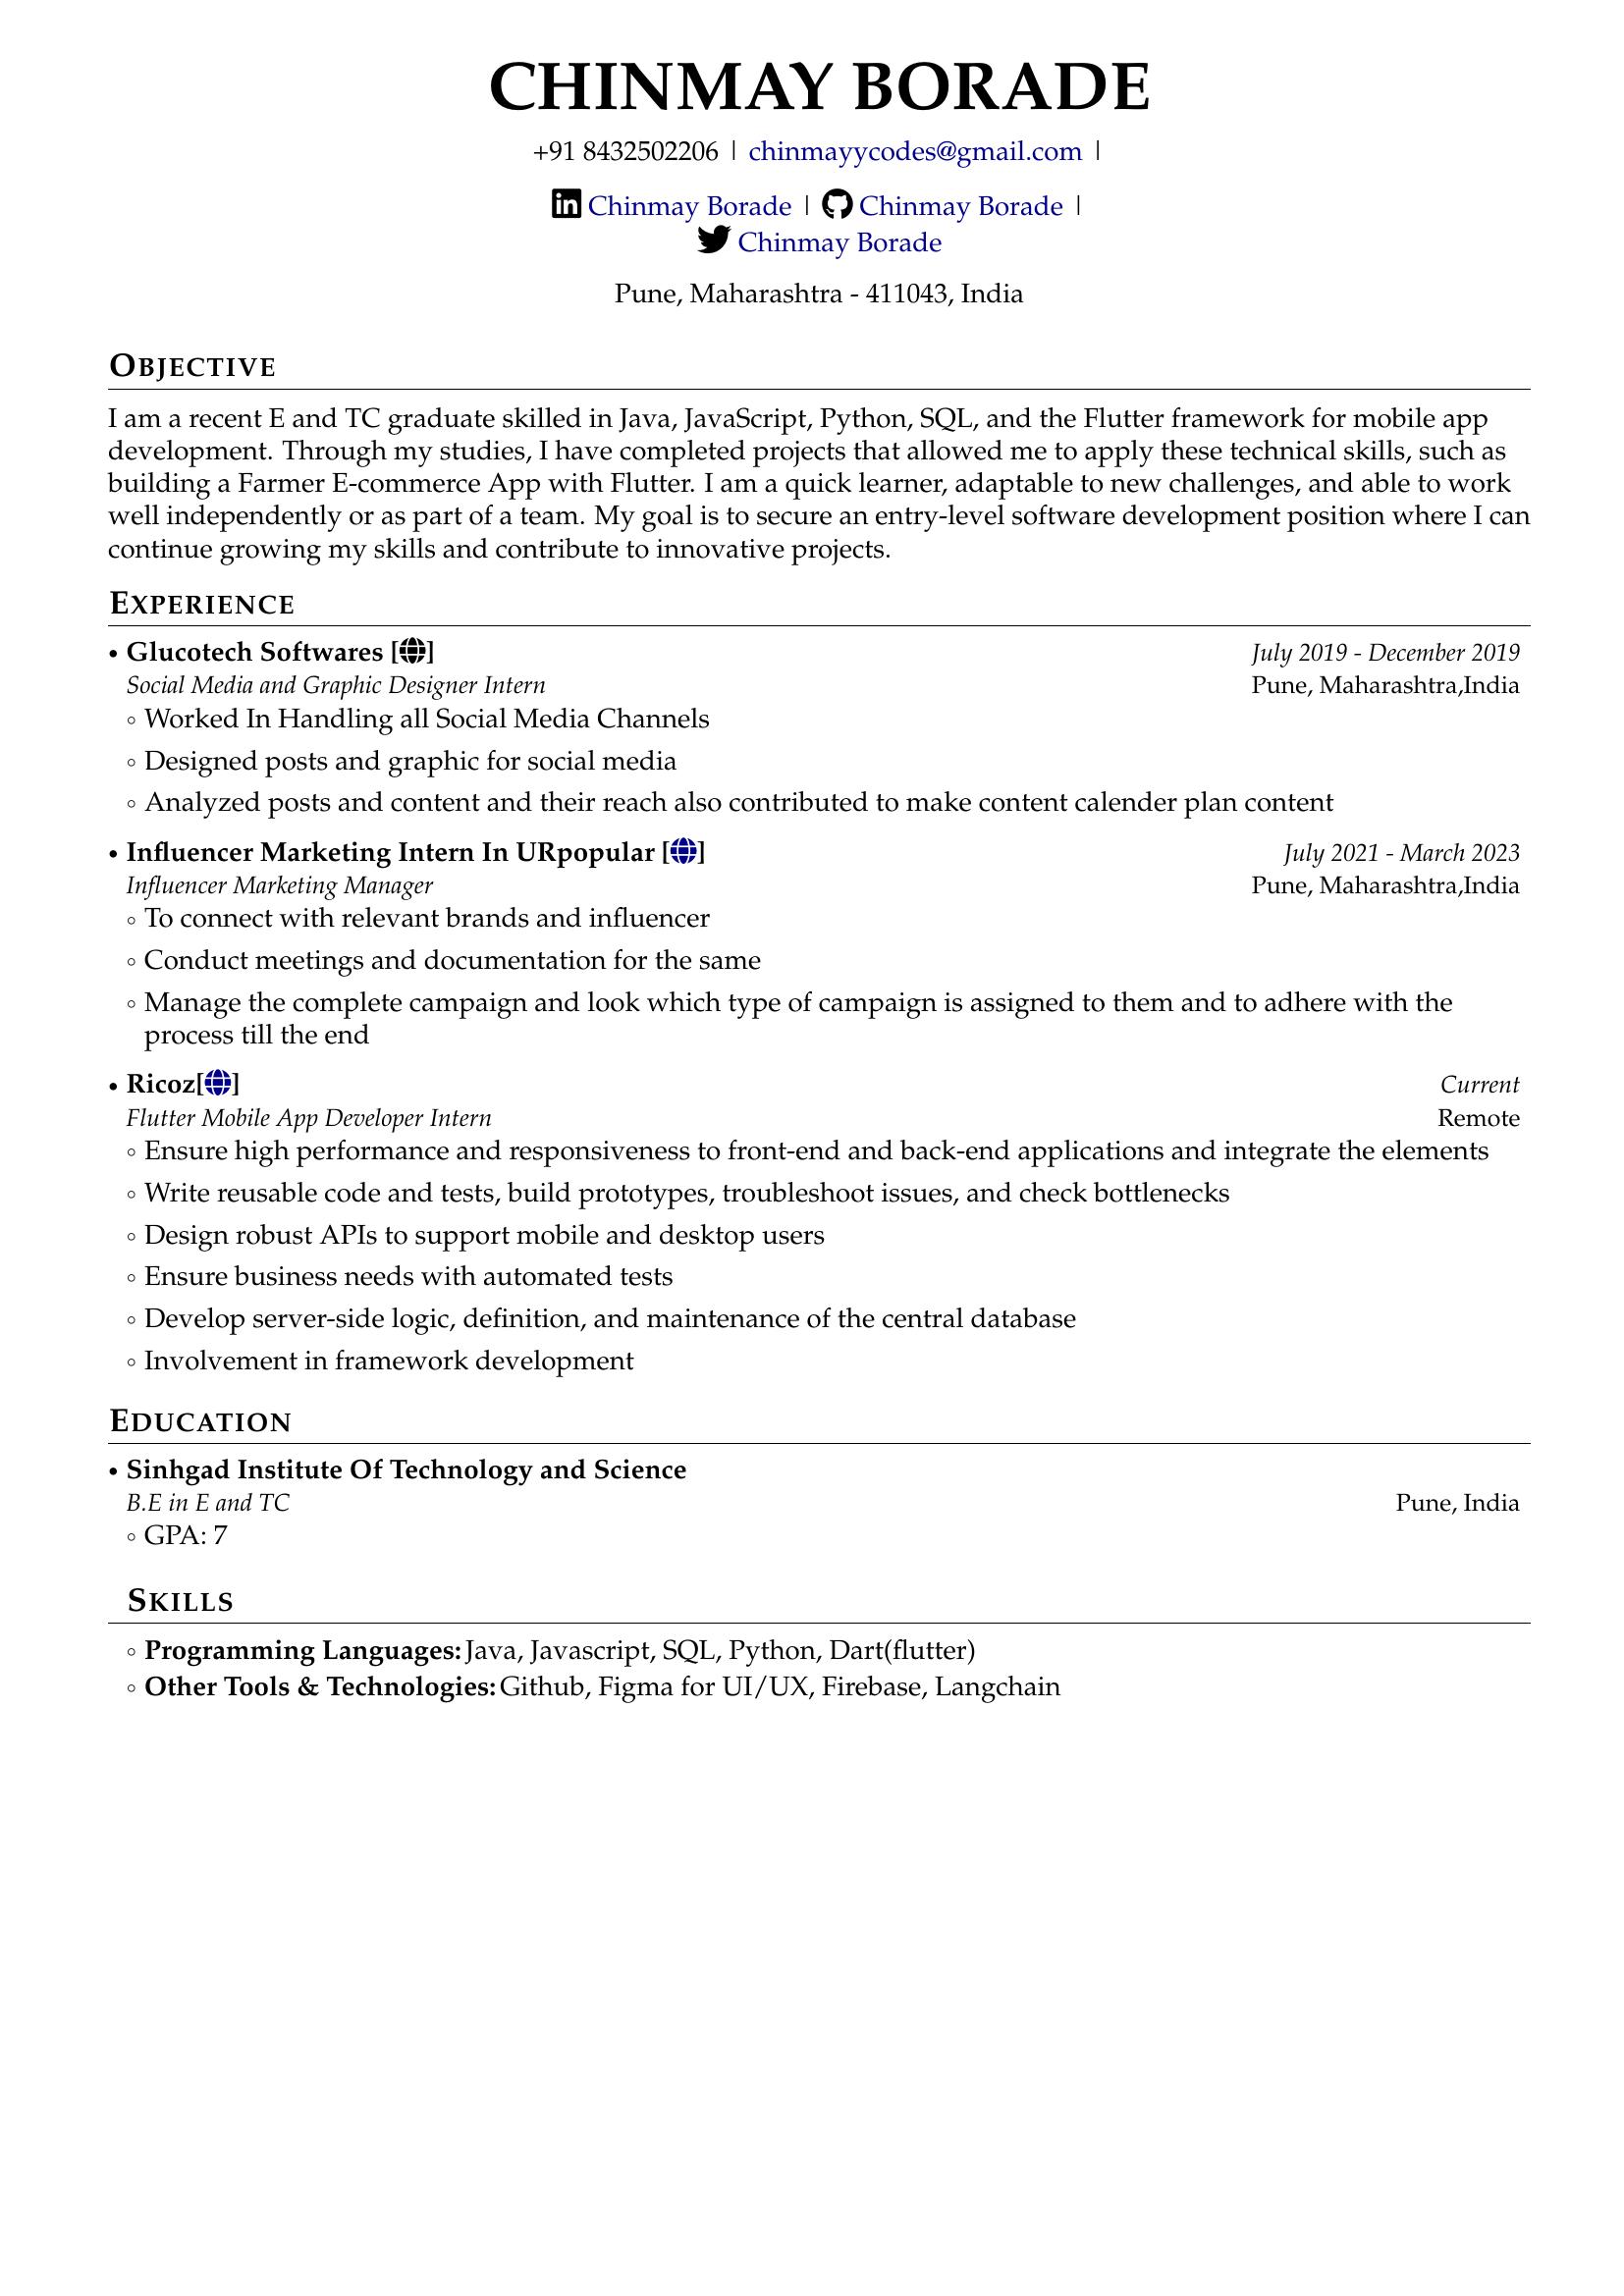 CHINMAY BORADE
+91 8432502206 | chinmayycodes@gmail.com |
Chinmay Borade | Chinmay Borade |
Chinmay Borade
Pune, Maharashtra - 411043, India
OBJECTIVE
I am a recent E and TC graduate skilled in Java, JavaScript, Python, SQL, and the Flutter framework for mobile app
development. Through my studies, I have completed projects that allowed me to apply these technical skills, such as
building a Farmer E-commerce App with Flutter. I am a quick learner, adaptable to new challenges, and able to work
well independently or as part of a team. My goal is to secure an entry-level software development position where I can
continue growing my skills and contribute to innovative projects.
EXPERIENCE
• Glucotech Softwares [] July 2019 - December 2019
Social Media and Graphic Designer Intern Pune, Maharashtra,India
◦ Worked In Handling all Social Media Channels
◦ Designed posts and graphic for social media
◦ Analyzed posts and content and their reach also contributed to make content calender plan content
• Influencer Marketing Intern In URpopular [] July 2021 - March 2023
Influencer Marketing Manager Pune, Maharashtra,India
◦ To connect with relevant brands and influencer
◦ Conduct meetings and documentation for the same
◦ Manage the complete campaign and look which type of campaign is assigned to them and to adhere with the
process till the end
• Ricoz[] Current
Flutter Mobile App Developer Intern Remote
◦ Ensure high performance and responsiveness to front-end and back-end applications and integrate the elements
◦ Write reusable code and tests, build prototypes, troubleshoot issues, and check bottlenecks
◦ Design robust APIs to support mobile and desktop users
◦ Ensure business needs with automated tests
◦ Develop server-side logic, definition, and maintenance of the central database
◦ Involvement in framework development
EDUCATION
• Sinhgad Institute Of Technology and Science
B.E in E and TC Pune, India
◦ GPA: 7
SKILLS
◦ Programming Languages: Java, Javascript, SQL, Python, Dart(flutter)
◦ Other Tools & Technologies: Github, Figma for UI/UX, Firebase, Langchain